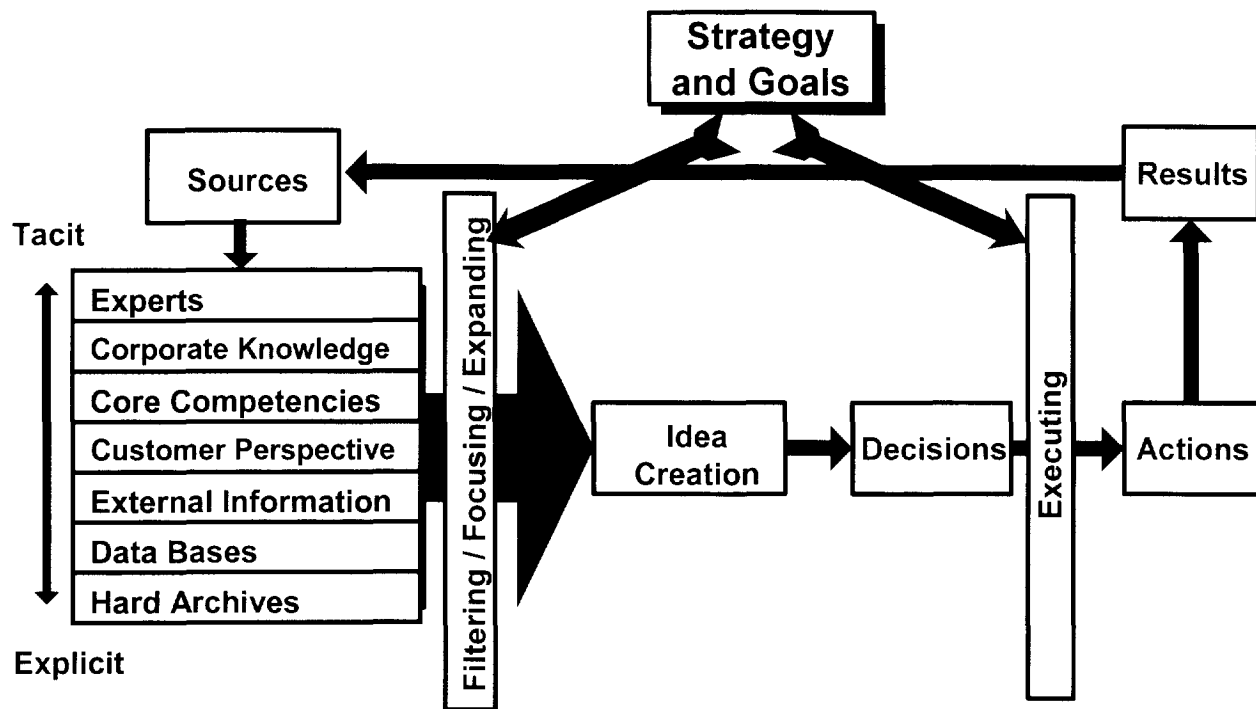 Strategy
and Goals
Sources
Results
Tacit
Experts
Corporate Knowledge
Core Competencies
Customer Perspective
External Information
Data Bases
Hard Archives
Explicit
Filtering / Focusing / Expanding
Idea
Creation
Decisions
Executing
Actions